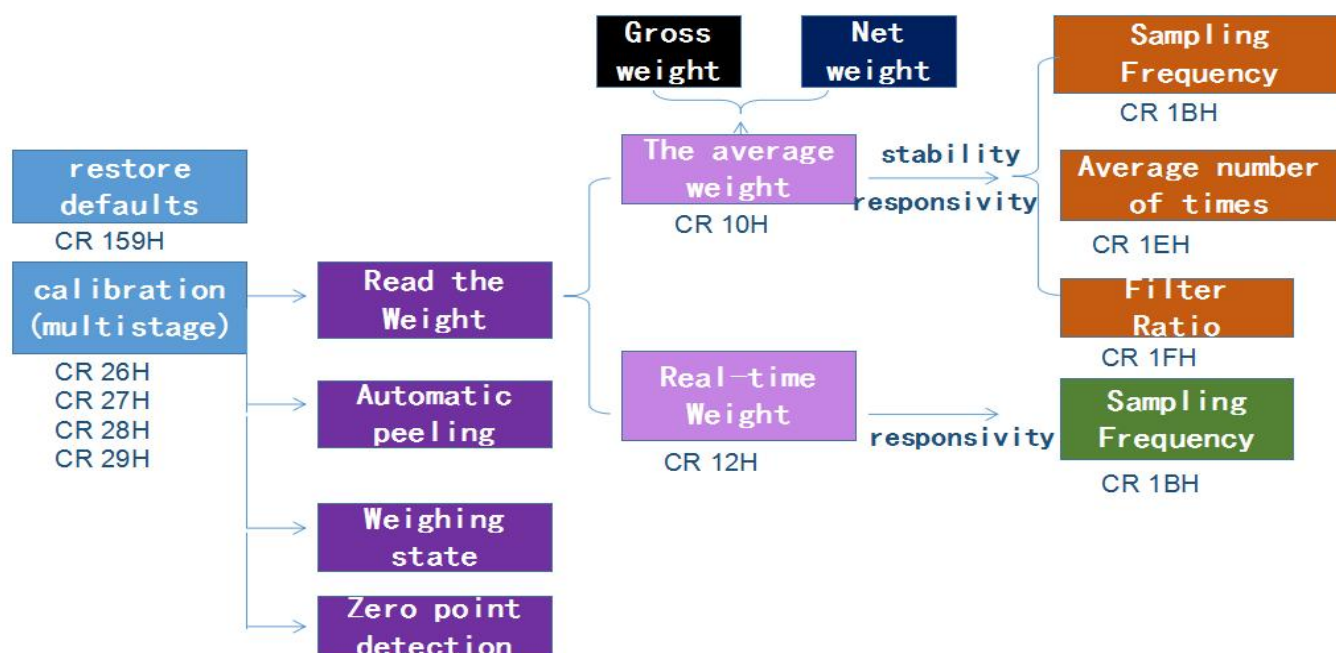 Gross
weight
Net
weight
Sampling
Frequency
CR 1BH
restore
defaults
CR 159H
The average
weight
CR 10H
stability
responsivity
Average number
of times
CR 1EH
calibration
(multistage)
CR 26H
CR 27H
CR 28H
CR 29H
Read the
Weight
Filter
Ratio
CR 1FH
Automatic
peeling
Real-time
Weight
CR 12H
responsivity
Sampling
Frequency
CR 1BH
Weighing
state
Zero point
detection